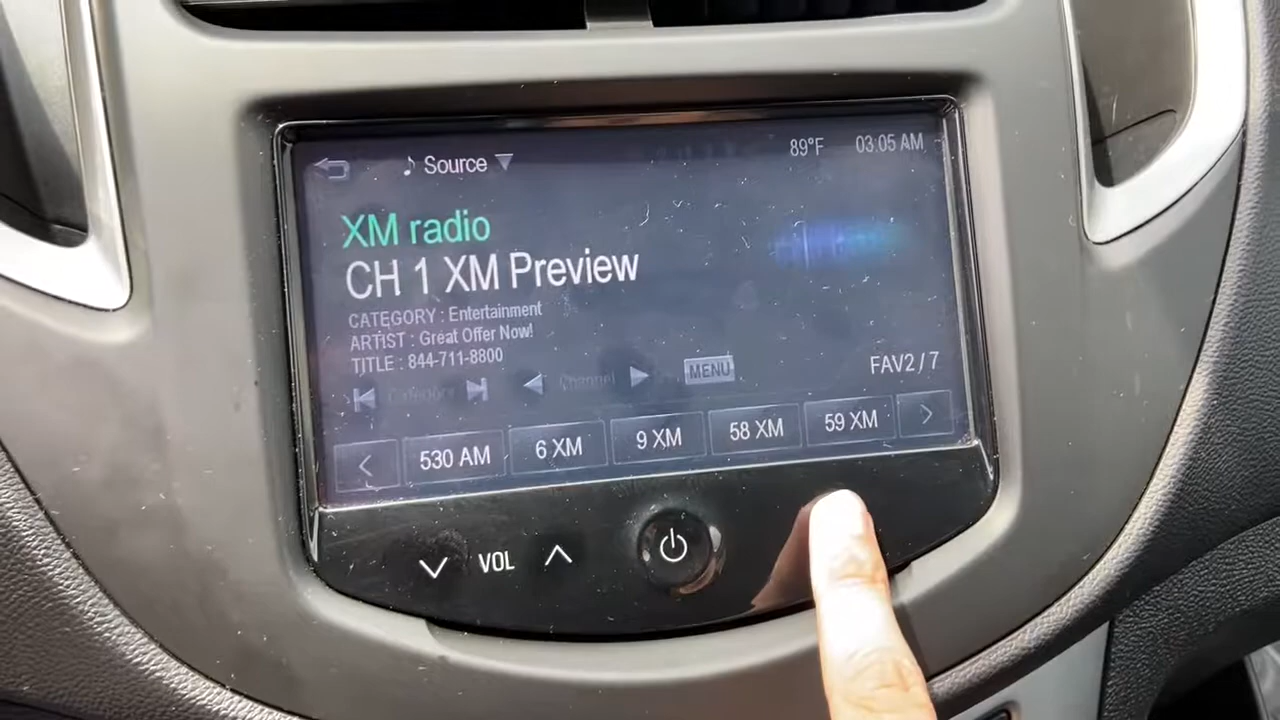 Source 89°F 03:05 AM
XM radio
CH 1 XM Preview
CATEGORY : Entertainment
ARTIST : Great Offer Now!
TITLE : 844-711-8800
Category Channel MENU FAV2 / 7
530 AM 6 XM 9 XM 58 XM 59 XM
VOL